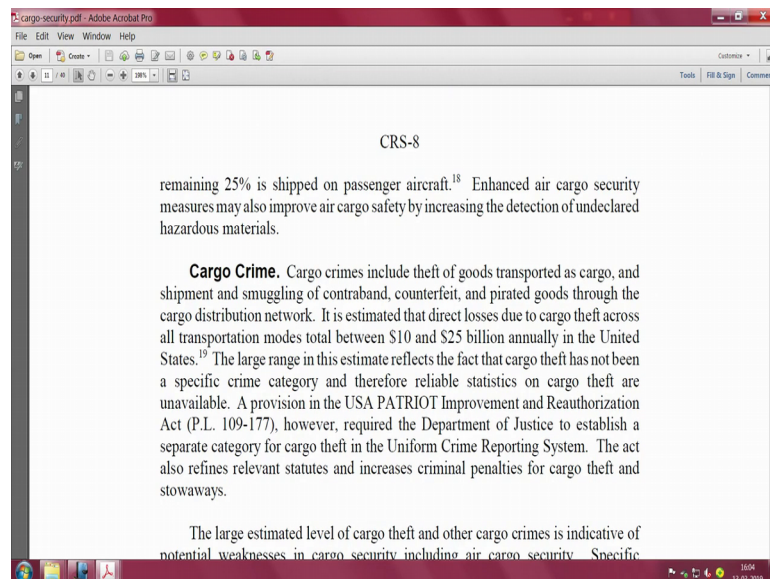 cargo-security.pdf - Adobe Acrobat Pro
File Edit View Window Help
Open Create Customize
11 / 40 198% Tools Fill & Sign Comme
CRS-8
remaining 25% is shipped on passenger aircraft.18 Enhanced air cargo security
measures may also improve air cargo safety by increasing the detection of undeclared
hazardous materials.
Cargo Crime. Cargo crimes include theft of goods transported as cargo, and
shipment and smuggling of contraband, counterfeit, and pirated goods through the
cargo distribution network. It is estimated that direct losses due to cargo theft across
all transportation modes total between $10 and $25 billion annually in the United
States.19 The large range in this estimate reflects the fact that cargo theft has not been
a specific crime category and therefore reliable statistics on cargo theft are
unavailable. A provision in the USA PATRIOT Improvement and Reauthorization
Act (P.L. 109-177), however, required the Department of Justice to establish a
separate category for cargo theft in the Uniform Crime Reporting System. The act
also refines relevant statutes and increases criminal penalties for cargo theft and
stowaways.
The large estimated level of cargo theft and other cargo crimes is indicative of
potential weaknesses in cargo security including air cargo security. Specific
16:04